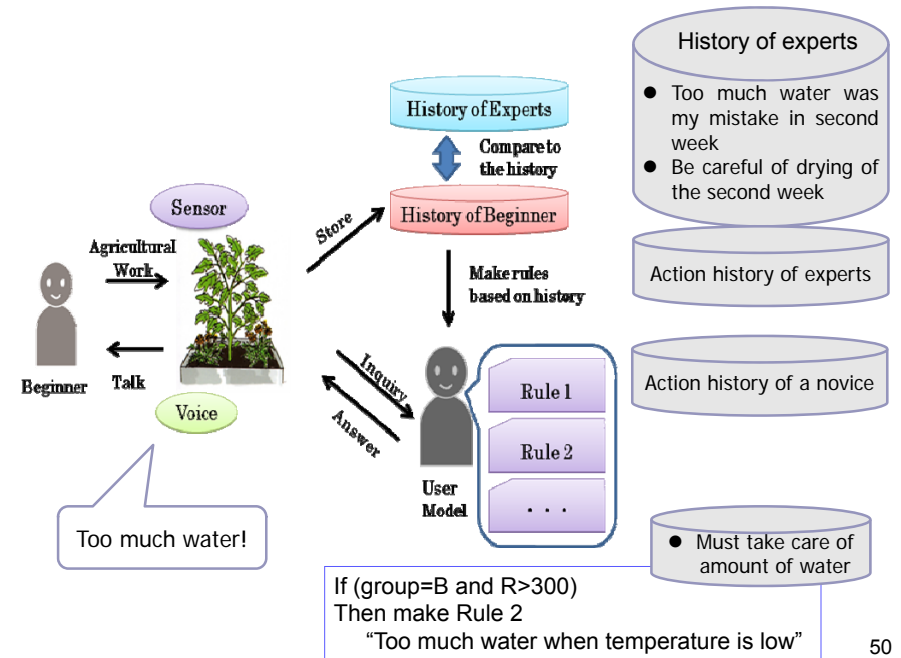 History of experts
● Too much water was
my mistake in second
week
● Be careful of drying of
the second week
History of Experts
Compare to
the history
History of Beginner
Sensor
Store
Agricultural
Work
Action history of experts
Make rules
based on history
Beginner
Talk
Voice
Inquiry
Answer
User
Model
Rule 1
Rule 2
. . .
Action history of a novice
Too much water!
● Must take care of
amount of water
If (group=B and R>300)
Then make Rule 2
“Too much water when temperature is low”
50